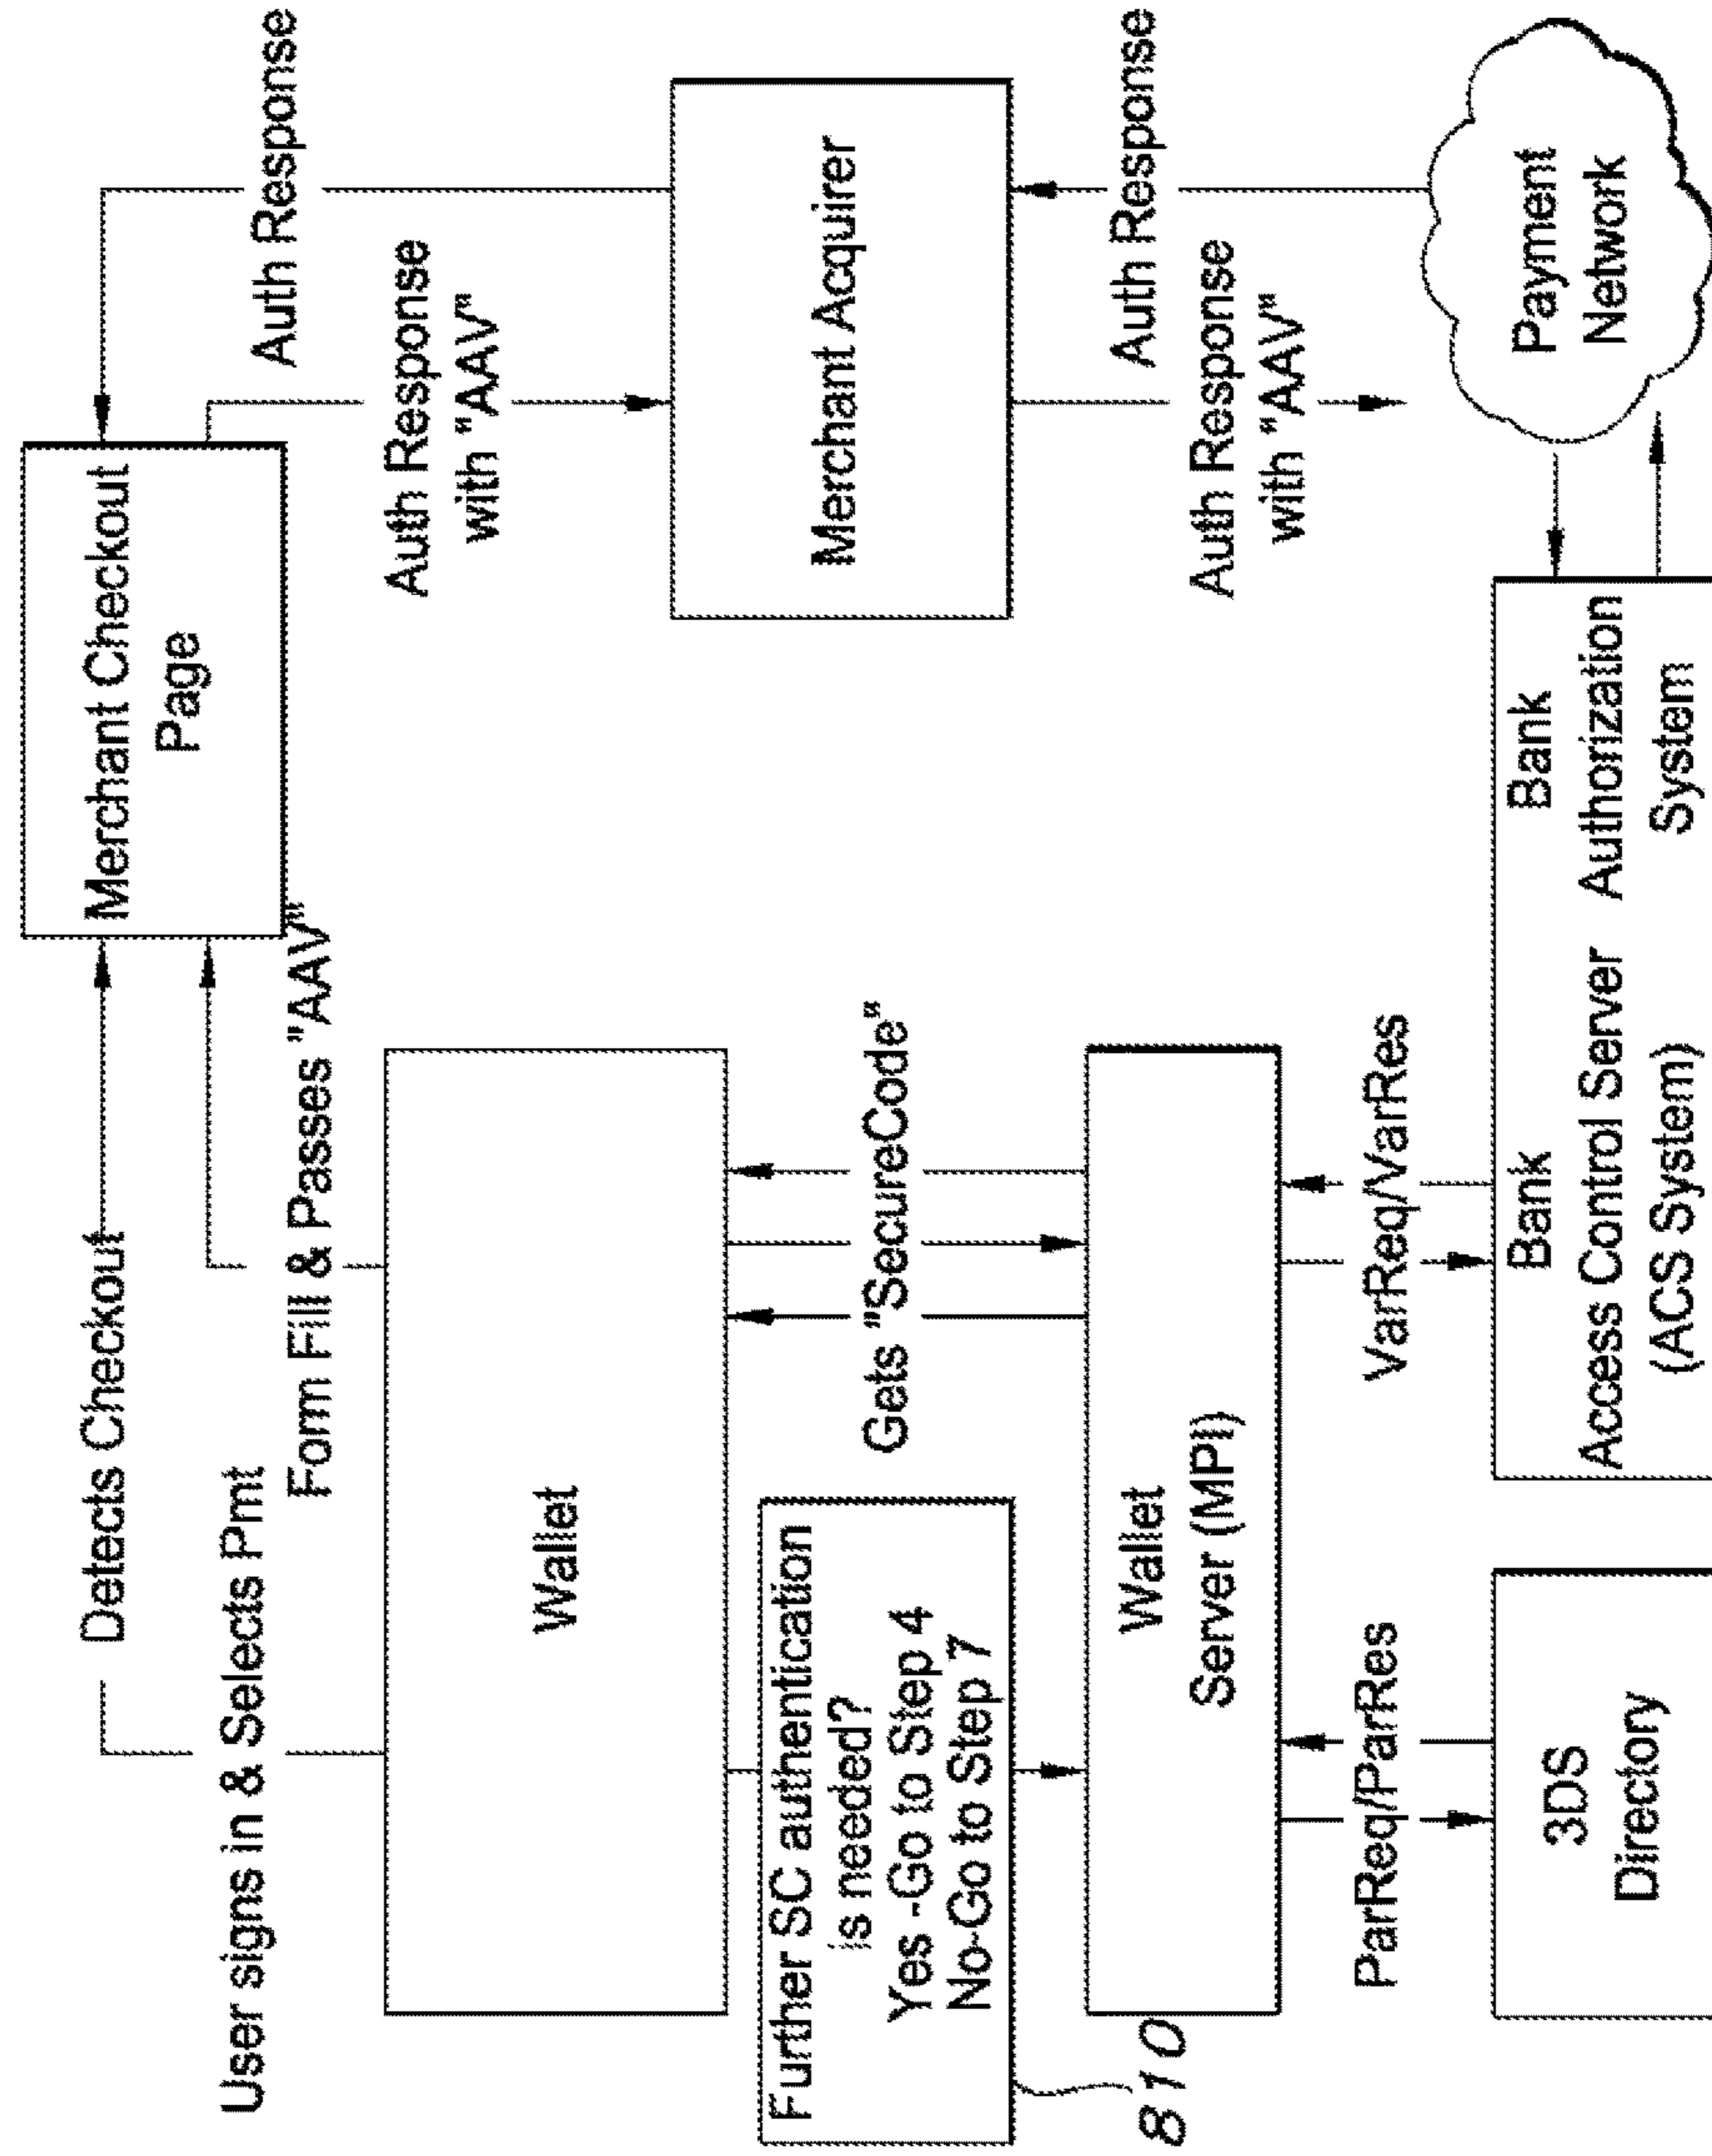 User signs in & Selects Pmt
Detects Checkout
Form Fill & Passes "AAV"
Merchant Checkout
Page
Auth Response
Auth Response
with "AAV"
Wallet
Further SC authentication
is needed?
Yes -Go to Step 4
No-Go to Step 7
810
Gets "SecureCode"
Merchant Acquirer
Wallet
Server (MPI)
ParReq/ParRes
VarReq/VarRes
Auth Response
with "AAV"
Auth Response
3DS
Directory
Bank
Access Control Server
(ACS System)
Bank
Authorization
System
Payment
Network